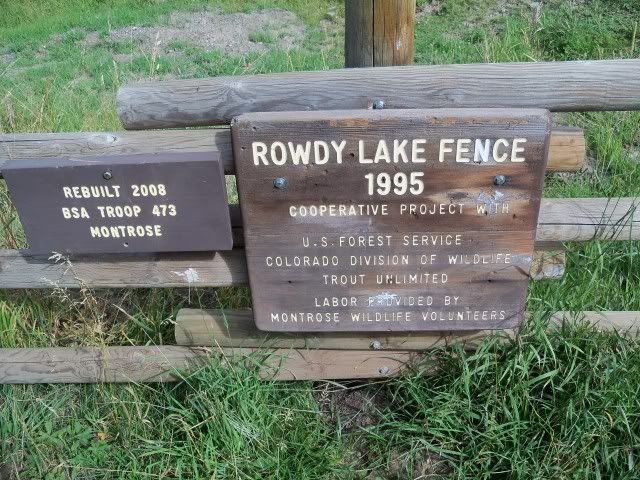 REBUILT 2008
BSA TROOP 473
MONTROSE
ROWDY LAKE FENCE
1995
COOPERATIVE PROJECT WITH
U.S. FOREST SERVICE
COLORADO DIVISION OF WILDLIFE
TROUT UNLIMITED
LABOR PROVIDED BY
MONTROSE WILDLIFE VOLUNTEERS